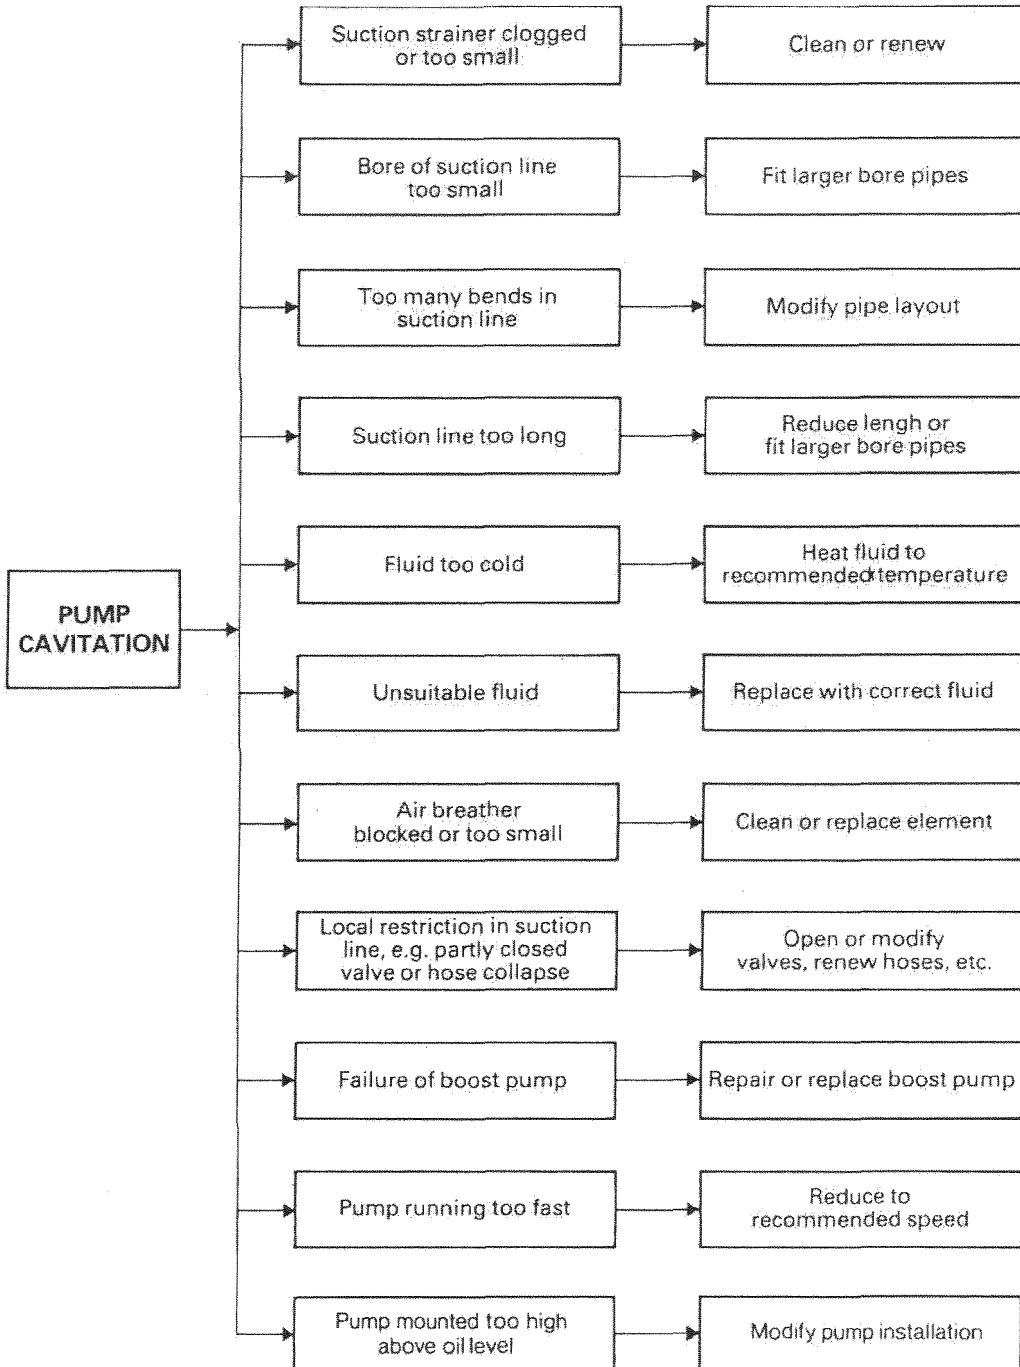 Suction strainer clogged
or too small
Clean or renew
Bore of suction line
too small
Fit larger bore pipes
Too many bends in
suction line
Modify pipe layout
Suction line too long
Reduce lengh or
fit larger bore pipes
Fluid too cold
Heat fluid to
recommended temperature
PUMP
CAVITATION
Unsuitable fluid
Replace with correct fluid
Air breather
blocked or too small
Clean or replace element
Local restriction in suction
line, e.g. partly closed
valve or hose collapse
Open or modify
valves, renew hoses, etc.
Failure of boost pump
Repair or replace boost pump
Pump running too fast
Reduce to
recommended speed
Pump mounted too high
above oil level
Modify pump installation